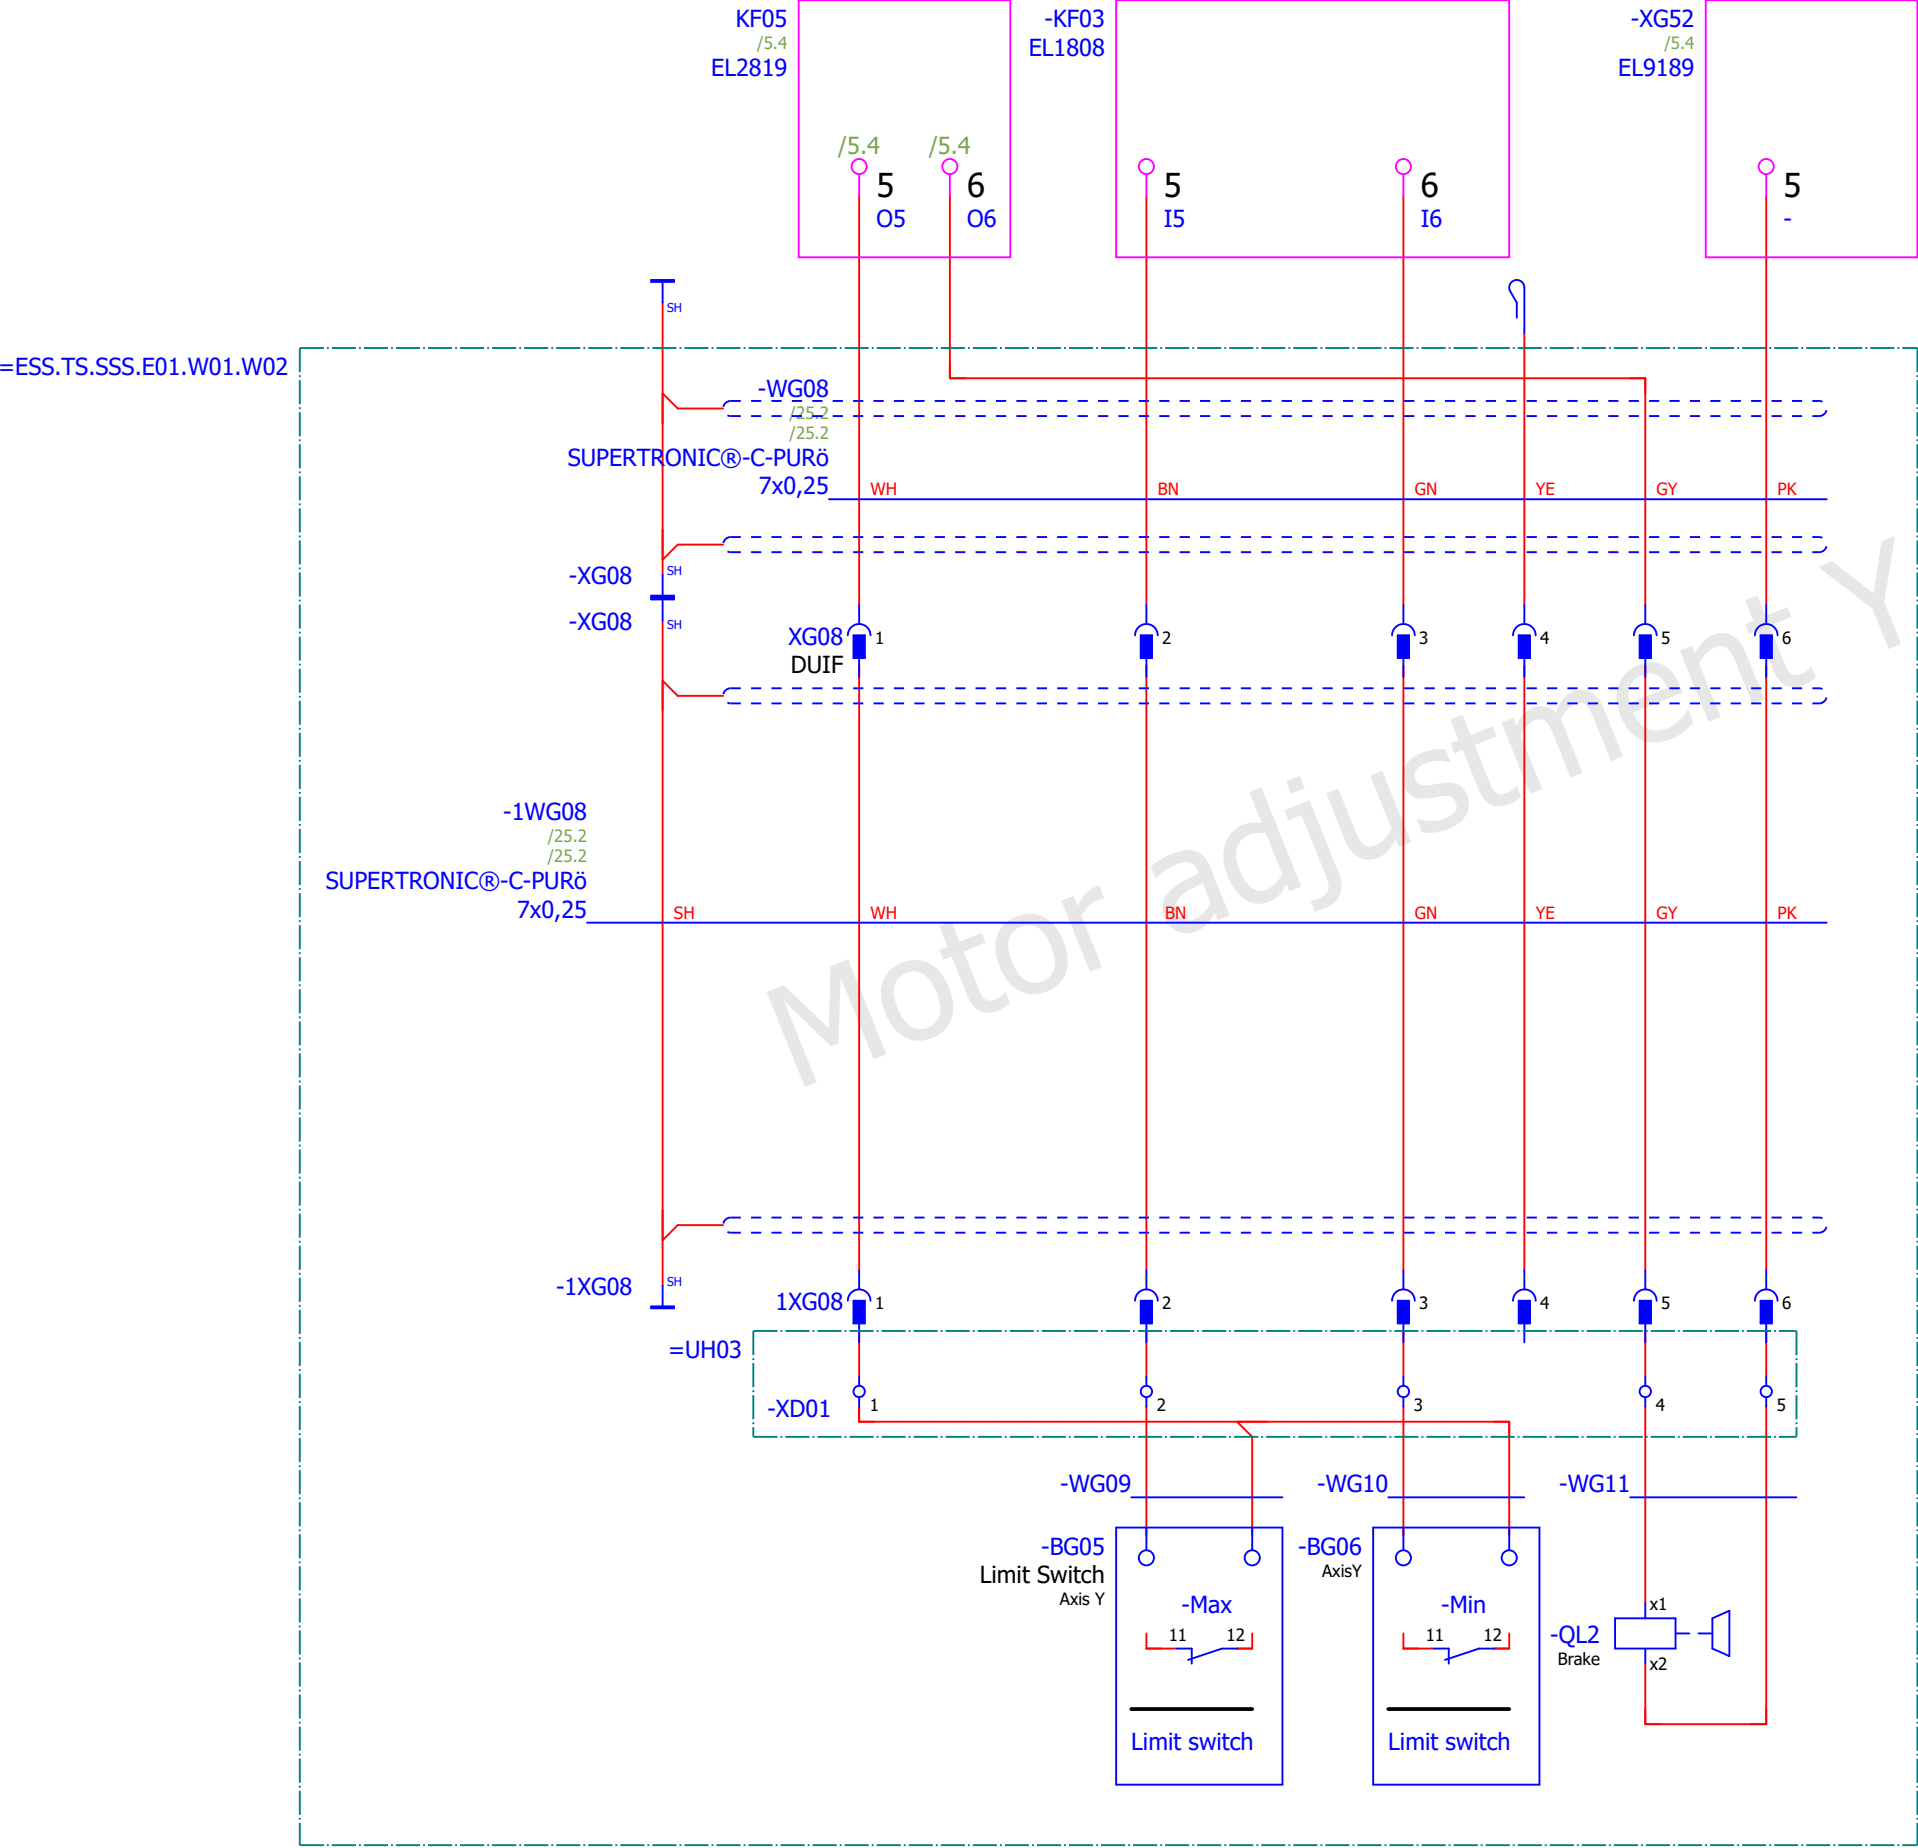 KF05
/5.4
EL2819
-KF03
EL1808
-XG52
/5.4
EL9189
/5.4 /5.4
5 6 5 6 5
O5 O6 I5 I6 -
SH
=ESS.TS.SSS.E01.W01.W02
-WG08
/25.2
/25.2
SUPERTRONIC®-C-PURö
7x0,25
WH BN GN YE GY PK
-XG08 SH
-XG08 SH
XG08 1 2 3 4 5 6
DUIF
Motor adjustment Y
-1WG08
/25.2
/25.2
SUPERTRONIC®-C-PURö
7x0,25
SH WH BN GN YE GY PK
-1XG08 SH
1XG08 1 2 3 4 5 6
=UH03
-XD01 1 2 3 4 5
-WG09 -WG10 -WG11
-BG05
Limit Switch
Axis Y
-Max
11 12
Limit switch
-BG06
AxisY
-Min
11 12
Limit switch
x1
-QL2
Brake
x2